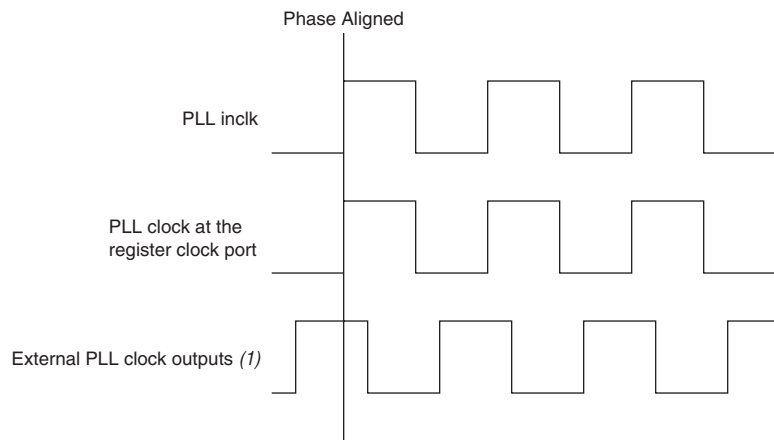 Phase Aligned
PLL inclk
PLL clock at the
register clock port
External PLL clock outputs (1)